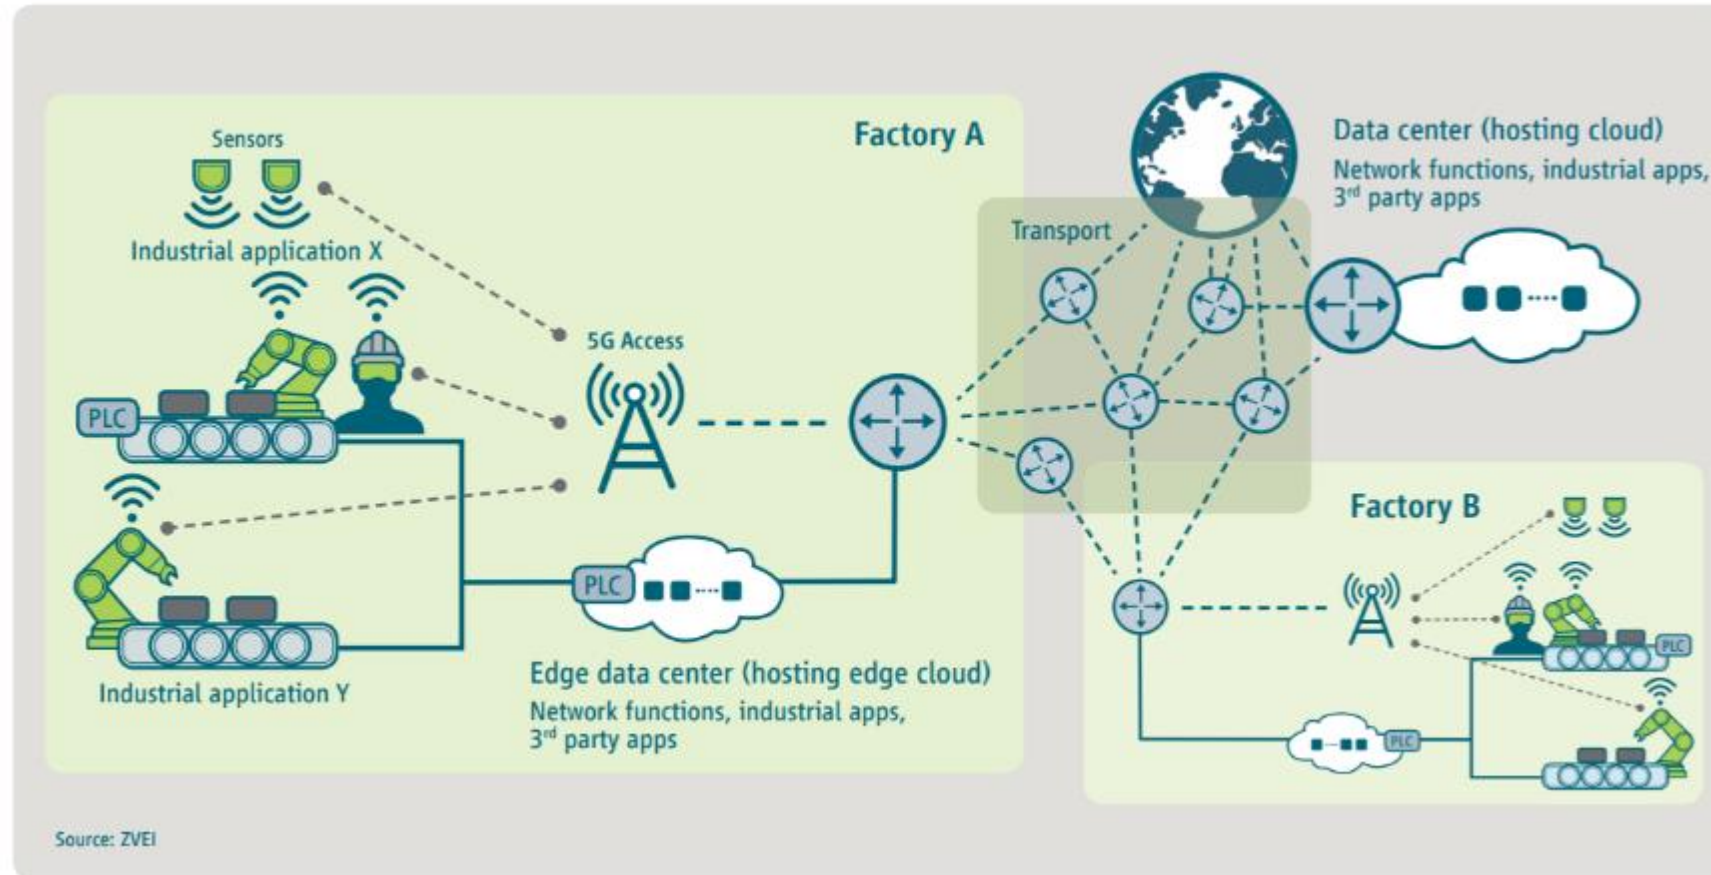 Factory A
Sensors
Industrial application X
5G Access
PLC
PLC
Industrial application Y
Edge data center (hosting edge cloud)
Network functions, industrial apps,
3rd party apps
Transport
Data center (hosting cloud)
Network functions, industrial apps,
3rd party apps
Factory B
PLC
PLC
Source: ZVEI